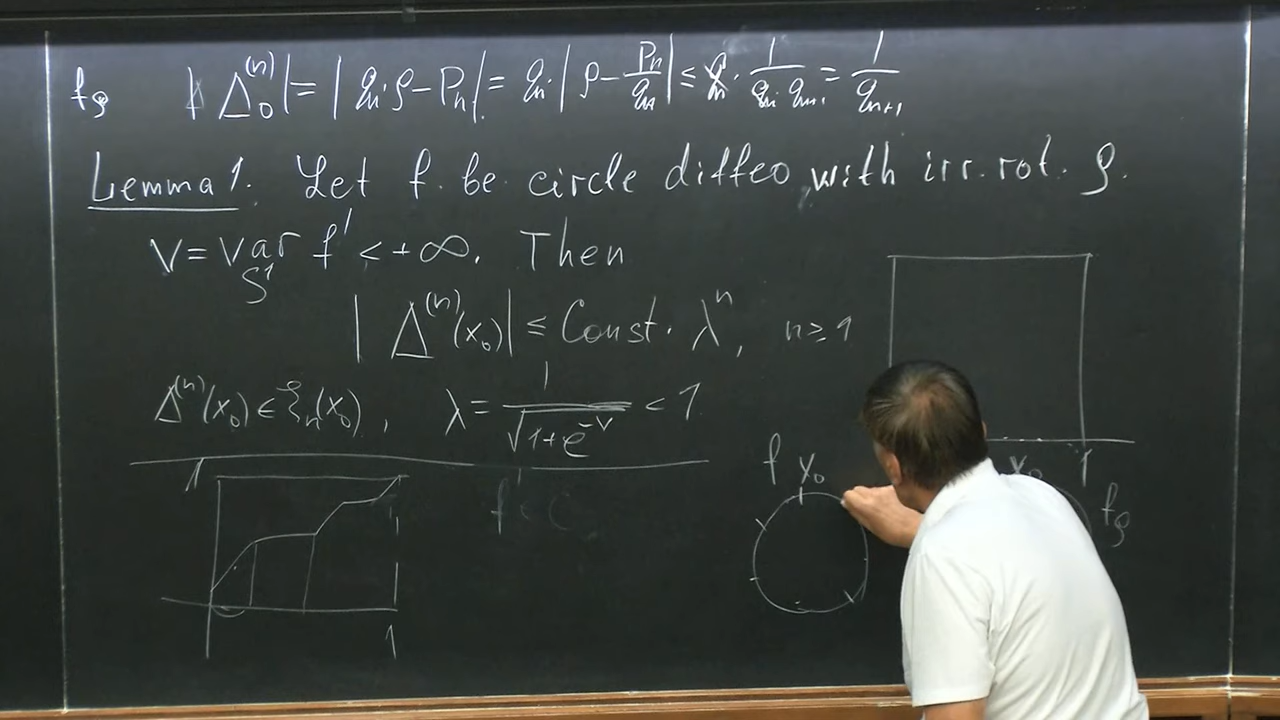 f_ρ |Δ_0^{(n)}| = |q_n·ρ − p_n| = q_n·|ρ − p_n/q_n| ≤ q_n · 1/(q_n·q_{n+1}) = 1/q_{n+1}
Lemma 1. Let f be circle diffeo, with irr. rot. ρ.
V = var_{S^1} f' < +∞. Then
|Δ^{(n)}(x_0)| ≤ Const. λ^n, n ≥ 1
Δ^{(n)}(x_0) ∈ ξ_n(x_0), λ = 1/√(1+e^{-V}) < 1
1
1
f x_0
x_0 1
f_ρ